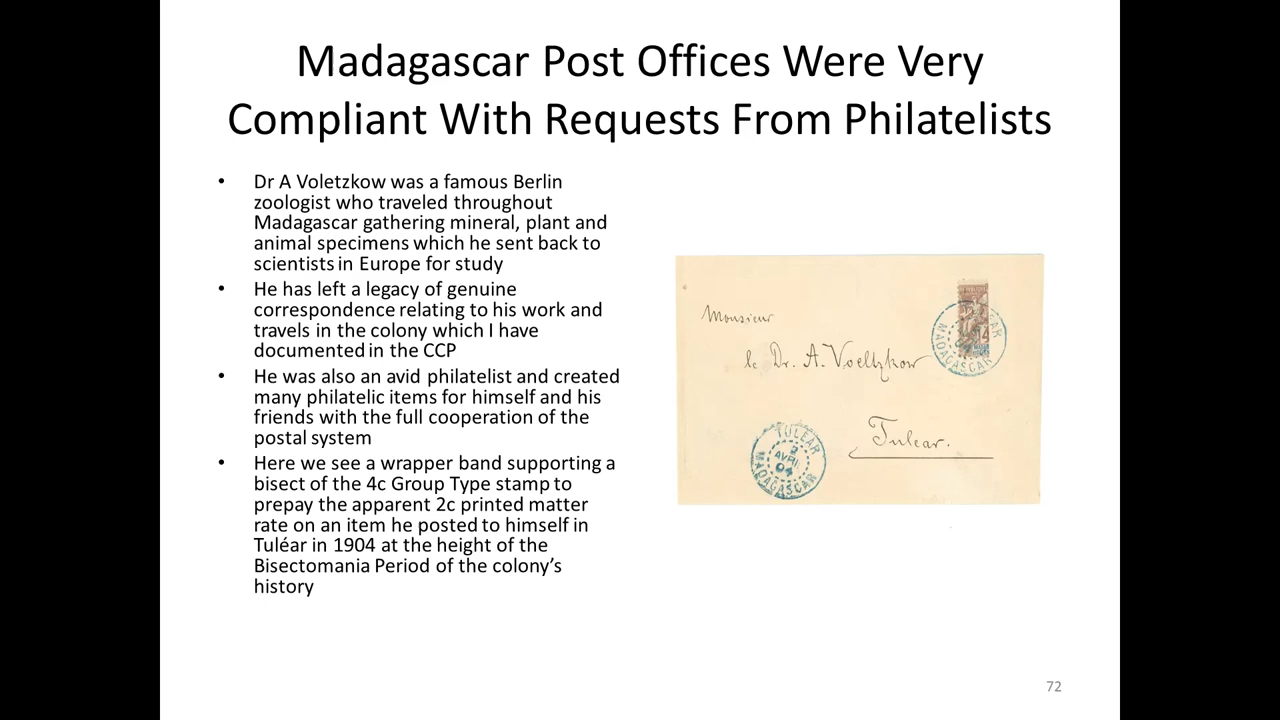 Madagascar Post Offices Were Very
Compliant With Requests From Philatelists
• Dr A Voletzkow was a famous Berlin
zoologist who traveled throughout
Madagascar gathering mineral, plant and
animal specimens which he sent back to
scientists in Europe for study
• He has left a legacy of genuine
correspondence relating to his work and
travels in the colony which I have
documented in the CCP
• He was also an avid philatelist and created
many philatelic items for himself and his
friends with the full cooperation of the
postal system
• Here we see a wrapper band supporting a
bisect of the 4c Group Type stamp to
prepay the apparent 2c printed matter
rate on an item he posted to himself in
Tuléar in 1904 at the height of the
Bisectomania Period of the colony's
history
Monsieur
le Dr. A. Voeltzkow
Tulear.
MADAGASCAR
TULEAR
2
AVRIL
04
MADAGASCAR
72